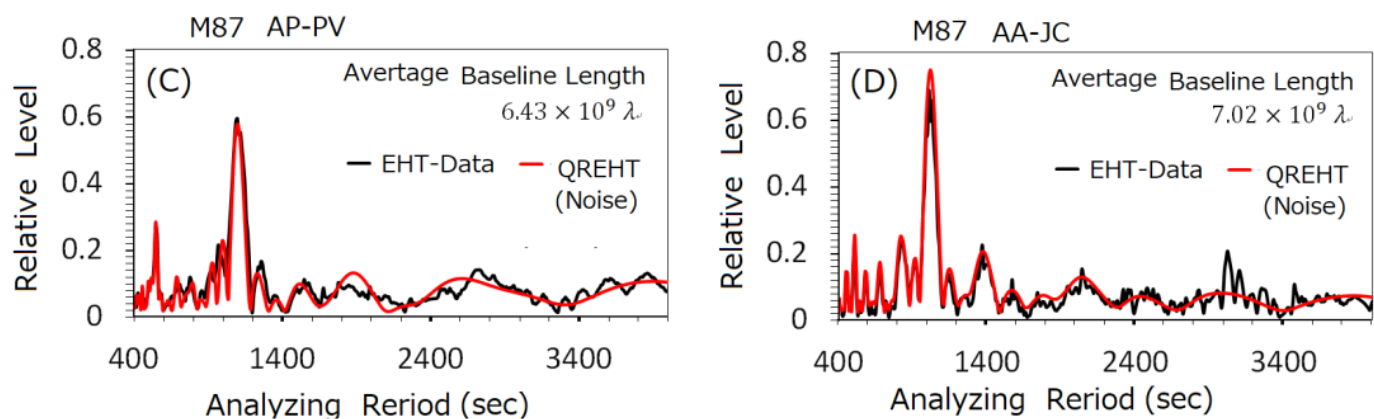 M87 AP-PV
0.8
0.6
0.4
0.2
0
Relative Level
(C)
Avertage Baseline Length
6.43 × 10⁹ λ
EHT-Data
QREHT
(Noise)
400 1400 2400 3400
Analyzing Reriod (sec)
M87 AA-JC
0.8
0.6
0.4
0.2
0
Relative Level
(D)
Avertage Baseline Length
7.02 × 10⁹ λ
EHT-Data
QREHT
(Noise)
400 1400 2400 3400
Analyzing Reriod (sec)